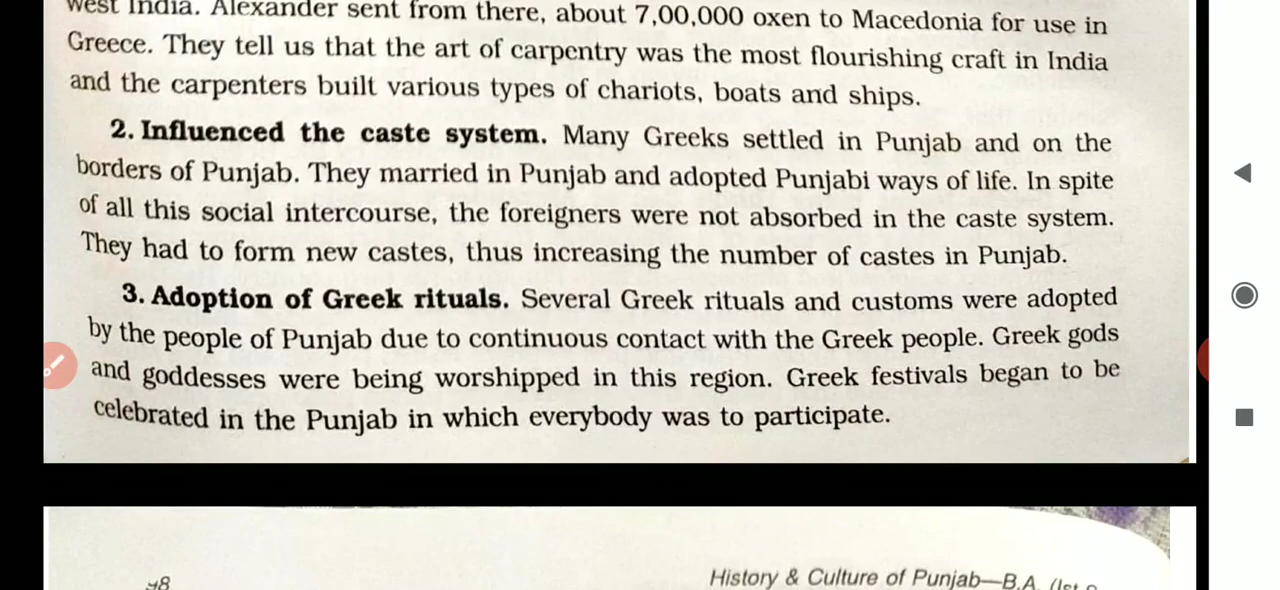 west India. Alexander sent from there, about 7,00,000 oxen to Macedonia for use in
Greece. They tell us that the art of carpentry was the most flourishing craft in India
and the carpenters built various types of chariots, boats and ships.
2. Influenced the caste system. Many Greeks settled in Punjab and on the
borders of Punjab. They married in Punjab and adopted Punjabi ways of life. In spite
of all this social intercourse, the foreigners were not absorbed in the caste system.
They had to form new castes, thus increasing the number of castes in Punjab.
3. Adoption of Greek rituals. Several Greek rituals and customs were adopted
by the people of Punjab due to continuous contact with the Greek people. Greek gods
and goddesses were being worshipped in this region. Greek festivals began to be
celebrated in the Punjab in which everybody was to participate.
History & Culture of Punjab—B.A.